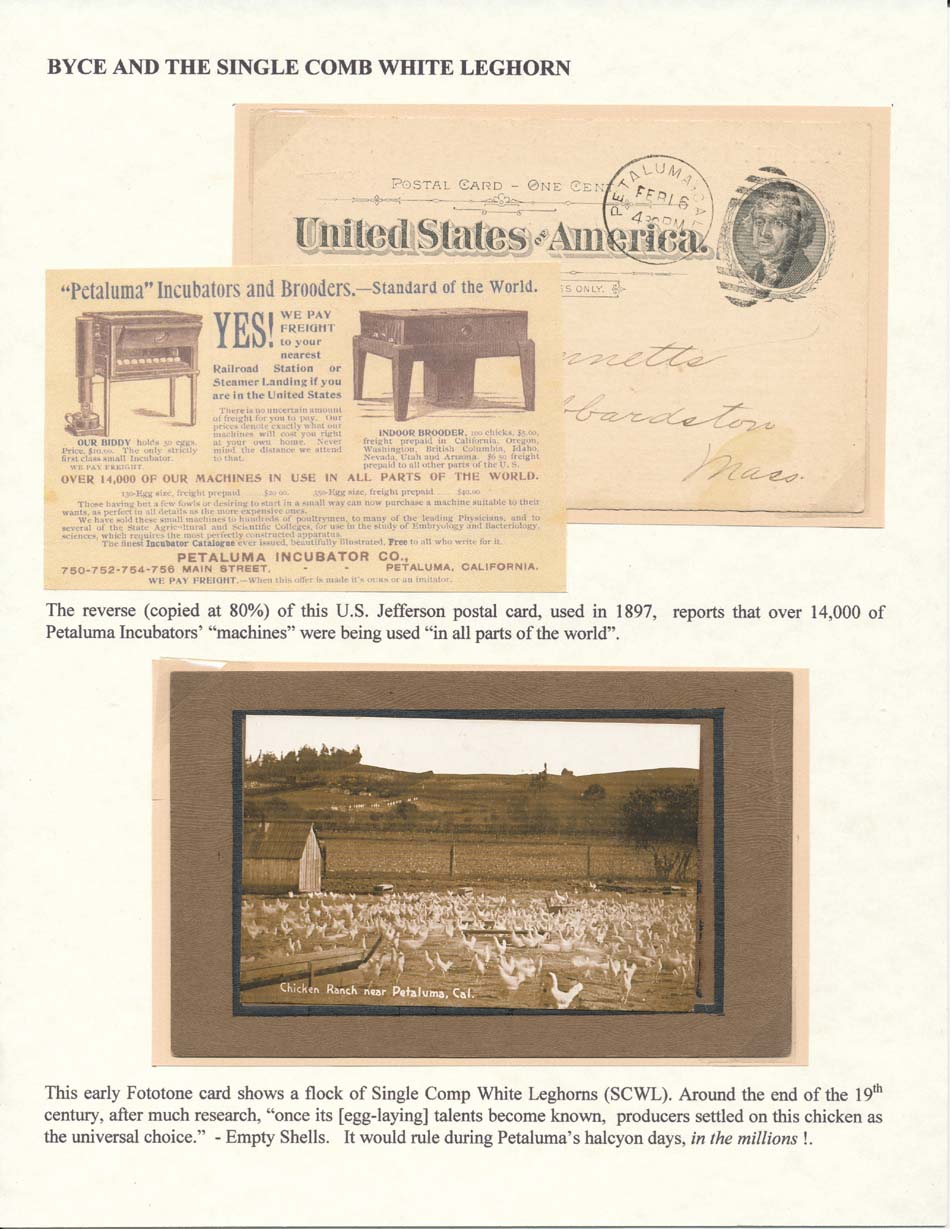 BYCE AND THE SINGLE COMB WHITE LEGHORN
POSTAL CARD – ONE CENT
United States of America.
PETALUMA, CAL.
FEB 16
430PM
ES ONLY.
nnetts
bbardston
Mass.
"Petaluma" Incubators and Brooders.—Standard of the World.
YES! WE PAY
FREIGHT
to your
nearest
Railroad Station or
Steamer Landing if you
are in the United States
There is no uncertain amount
of freight for you to pay. Our
prices denote exactly what our
machines will cost you right
at your own home. Never
mind the distance we attend
to that.
OUR BIDDY holds 50 eggs.
Price, $10.00. The only strictly
first class small Incubator.
WE PAY FREIGHT.
INDOOR BROODER, 100 chicks, $5.00,
freight prepaid in California, Oregon,
Washington, British Columbia, Idaho,
Nevada, Utah and Arizona. $6 50 freight
prepaid to all other parts of the U. S.
OVER 14,000 OF OUR MACHINES IN USE IN ALL PARTS OF THE WORLD.
130-Egg size, freight prepaid ...... $20 00. 350-Egg size, freight prepaid ...... $40.00
Those having but a few fowls or desiring to start in a small way can now purchase a machine suitable to their
wants, as perfect in all details as the more expensive ones.
We have sold these small machines to hundreds of poultrymen, to many of the leading Physicians, and to
several of the State Agricultural and Scientific Colleges, for use in the study of Embryology and Bacteriology,
sciences, which requires the most perfectly constructed apparatus.
The finest Incubator Catalogue ever issued, beautifully illustrated, Free to all who write for it.
PETALUMA INCUBATOR CO.,
750-752-754-756 MAIN STREET, - - PETALUMA, CALIFORNIA.
WE PAY FREIGHT.—When this offer is made it's OURS or an imitator.
The reverse (copied at 80%) of this U.S. Jefferson postal card, used in 1897, reports that over 14,000 of
Petaluma Incubators' "machines" were being used "in all parts of the world".
Chicken Ranch near Petaluma, Cal.
This early Fototone card shows a flock of Single Comp White Leghorns (SCWL). Around the end of the 19th
century, after much research, "once its [egg-laying] talents become known, producers settled on this chicken as
the universal choice." - Empty Shells. It would rule during Petaluma's halcyon days, in the millions !.